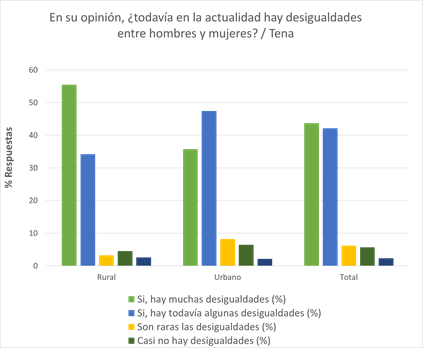 En su opinión, ¿todavía en la actualidad hay desigualdades
entre hombres y mujeres? / Tena
% Respuestas
60
50
40
30
20
10
0
Rural
Urbano
Total
Si, hay muchas desigualdades (%)
Si, hay todavía algunas desigualdades (%)
Son raras las desigualdades (%)
Casi no hay desigualdades (%)